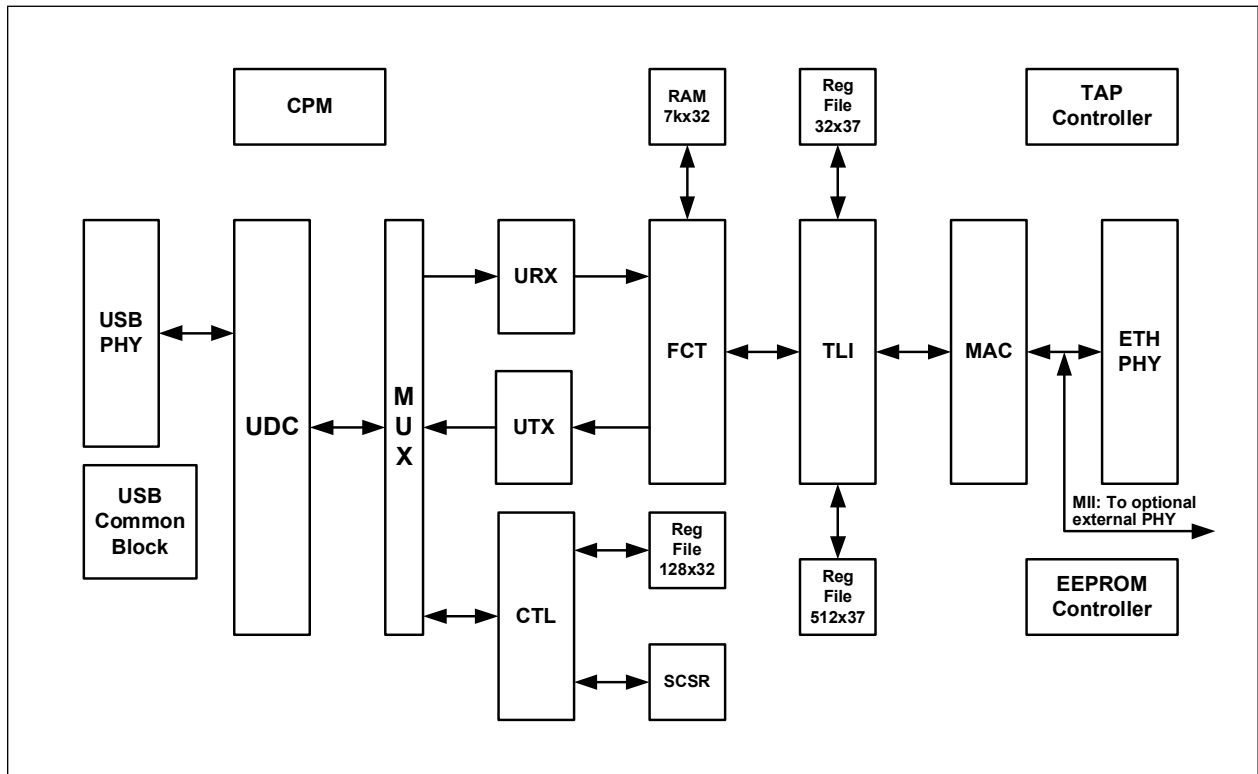 CPM
RAM
7kx32
Reg
File
32x37
TAP
Controller
USB
PHY
UDC
M
U
X
URX
UTX
FCT
TLI
MAC
ETH
PHY
MII: To optional
external PHY
USB
Common
Block
CTL
Reg
File
128x32
SCSR
Reg
File
512x37
EEPROM
Controller